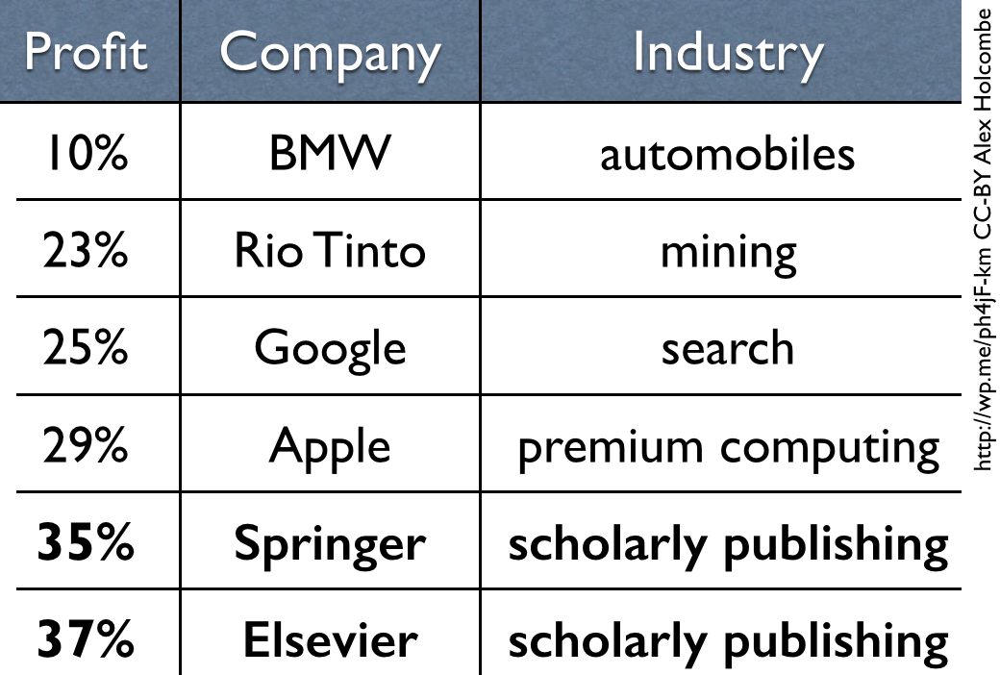 Profit Company Industry
10% BMW automobiles
23% Rio Tinto mining
25% Google search
29% Apple premium computing
35% Springer scholarly publishing
37% Elsevier scholarly publishing
http://wp.me/ph4jF-km CC-BY Alex Holcombe